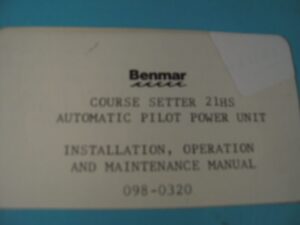 Benmar
COURSE SETTER 21HS
AUTOMATIC PILOT POWER UNIT
INSTALLATION, OPERATION
AND MAINTENANCE MANUAL
098-0320